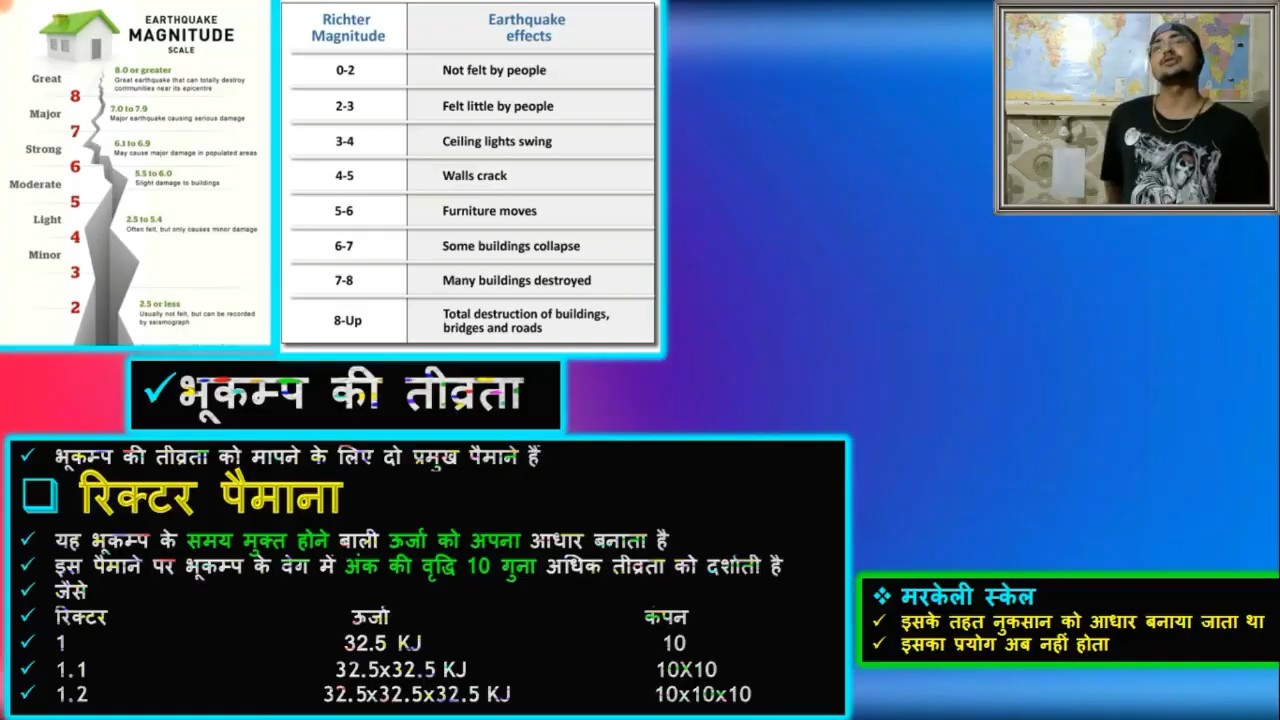 EARTHQUAKE
MAGNITUDE
SCALE
Great
8.0 or greater
Great earthquake that can totally destroy
communities near its epicentre
8
Major
7.0 to 7.9
Major earthquake causing serious damage
7
Strong
6.1 to 6.9
May cause major damage in populated areas
6
Moderate
5.5 to 6.0
Slight damage to buildings
5
Light
2.5 to 5.4
Often felt, but only causes minor damage
4
Minor
3
2
2.5 or less
Usually not felt, but can be recorded
by seismograph
Richter Magnitude
Earthquake effects
0-2 Not felt by people
2-3 Felt little by people
3-4 Ceiling lights swing
4-5 Walls crack
5-6 Furniture moves
6-7 Some buildings collapse
7-8 Many buildings destroyed
8-Up Total destruction of buildings,
bridges and roads
✓भूकम्प की तीव्रता
✓ भूकम्प की तीव्रता को मापने के लिए दो प्रमुख पैमाने हैं
❑ रिक्टर पैमाना
✓ यह भूकम्प के समय मुक्त होने बाली ऊर्जा को अपना आधार बनाता है
✓ इस पैमाने पर भूकम्प के वेग में अंक की वृद्धि 10 गुना अधिक तीव्रता को दर्शाती है
✓ जैसे
✓ रिक्टर ऊर्जा कंपन
✓ 1 32.5 KJ 10
✓ 1.1 32.5x32.5 KJ 10X10
✓ 1.2 32.5x32.5x32.5 KJ 10x10x10
❖ मरकेली स्केल
✓ इसके तहत नुकसान को आधार बनाया जाता था
✓ इसका प्रयोग अब नहीं होता